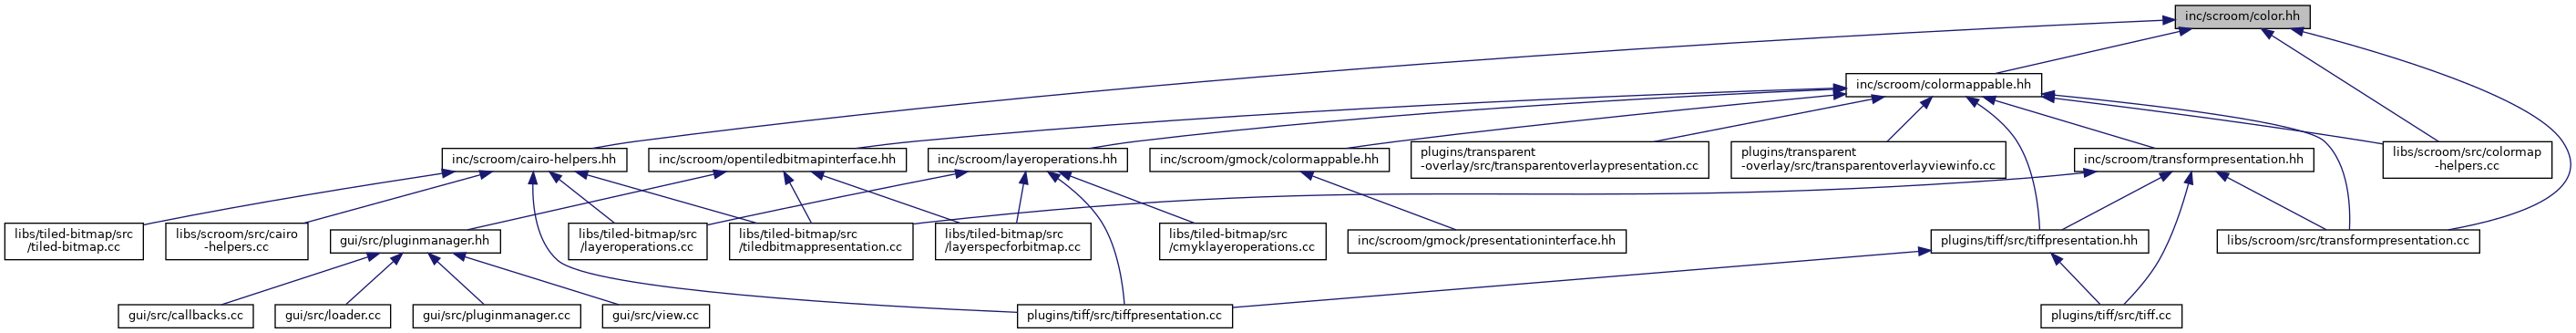 inc/scroom/color.hh
inc/scroom/colormappable.hh
inc/scroom/cairo-helpers.hh
inc/scroom/opentiledbitmapinterface.hh
inc/scroom/layeroperations.hh
inc/scroom/gmock/colormappable.hh
plugins/transparent
-overlay/src/transparentoverlaypresentation.cc
plugins/transparent
-overlay/src/transparentoverlayviewinfo.cc
inc/scroom/transformpresentation.hh
libs/scroom/src/colormap
-helpers.cc
libs/tiled-bitmap/src
/tiled-bitmap.cc
libs/scroom/src/cairo
-helpers.cc
gui/src/pluginmanager.hh
libs/tiled-bitmap/src
/layeroperations.cc
libs/tiled-bitmap/src
/tiledbitmappresentation.cc
libs/tiled-bitmap/src
/layerspecforbitmap.cc
libs/tiled-bitmap/src
/cmyklayeroperations.cc
inc/scroom/gmock/presentationinterface.hh
plugins/tiff/src/tiffpresentation.hh
libs/scroom/src/transformpresentation.cc
gui/src/callbacks.cc
gui/src/loader.cc
gui/src/pluginmanager.cc
gui/src/view.cc
plugins/tiff/src/tiffpresentation.cc
plugins/tiff/src/tiff.cc